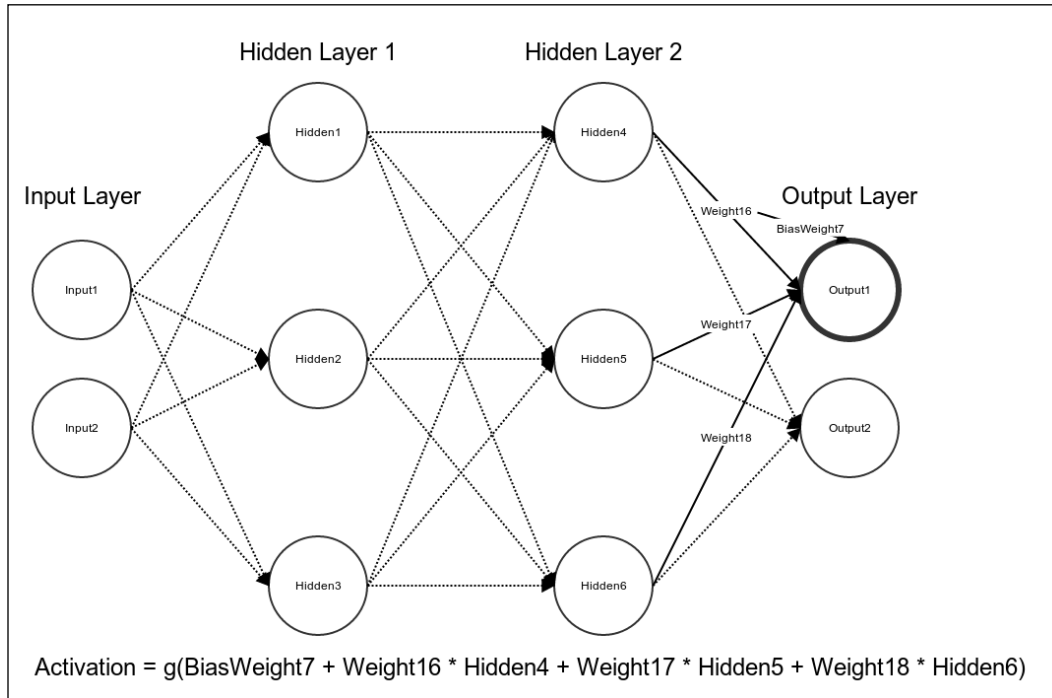 Hidden Layer 1
Hidden Layer 2
Hidden1
Hidden4
Input Layer
Output Layer
Weight16
BiasWeight7
Input1
Output1
Weight17
Hidden2
Hidden5
Input2
Output2
Weight18
Hidden3
Hidden6
Activation = g(BiasWeight7 + Weight16 * Hidden4 + Weight17 * Hidden5 + Weight18 * Hidden6)